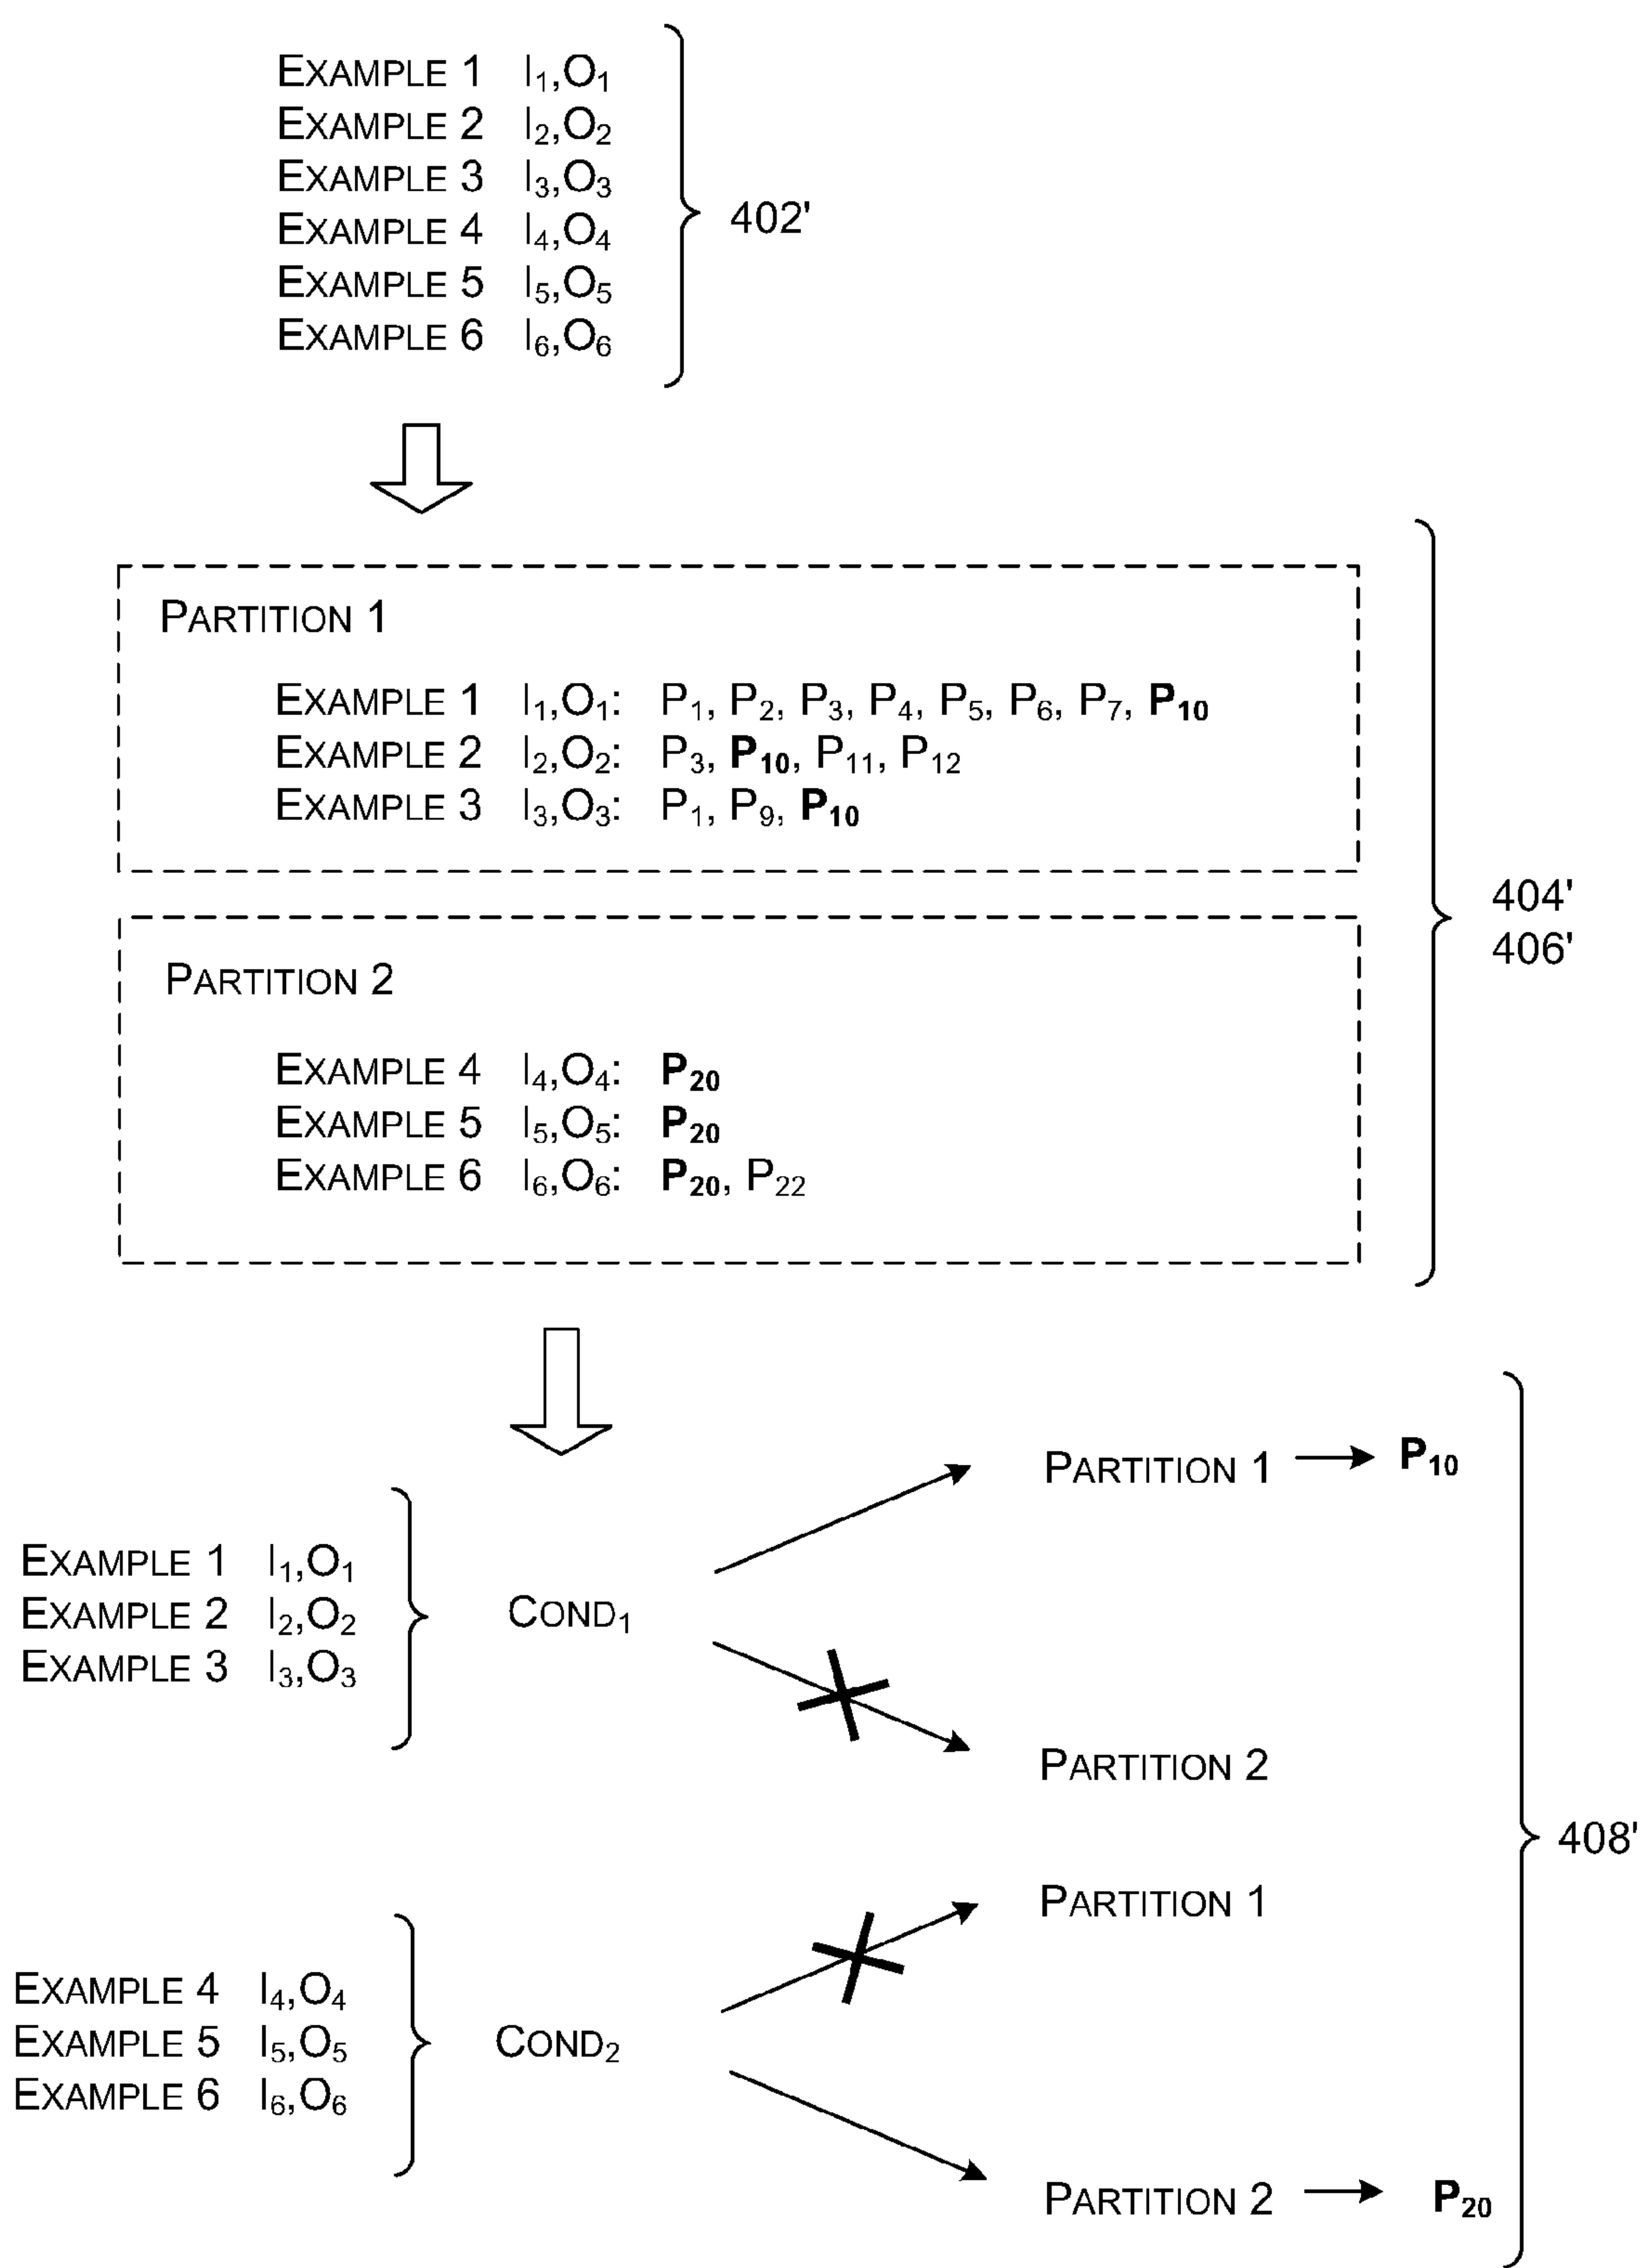 EXAMPLE 1 I₁,O₁
EXAMPLE 2 I₂,O₂
EXAMPLE 3 I₃,O₃
EXAMPLE 4 I₄,O₄
EXAMPLE 5 I₅,O₅
EXAMPLE 6 I₆,O₆
402'
PARTITION 1
EXAMPLE 1 I₁,O₁: P₁, P₂, P₃, P₄, P₅, P₆, P₇, P₁₀
EXAMPLE 2 I₂,O₂: P₃, P₁₀, P₁₁, P₁₂
EXAMPLE 3 I₃,O₃: P₁, P₉, P₁₀
404'
406'
PARTITION 2
EXAMPLE 4 I₄,O₄: P₂₀
EXAMPLE 5 I₅,O₅: P₂₀
EXAMPLE 6 I₆,O₆: P₂₀, P₂₂
PARTITION 1 → P₁₀
EXAMPLE 1 I₁,O₁
EXAMPLE 2 I₂,O₂
EXAMPLE 3 I₃,O₃
COND₁
PARTITION 2
408'
PARTITION 1
EXAMPLE 4 I₄,O₄
EXAMPLE 5 I₅,O₅
EXAMPLE 6 I₆,O₆
COND₂
PARTITION 2 → P₂₀